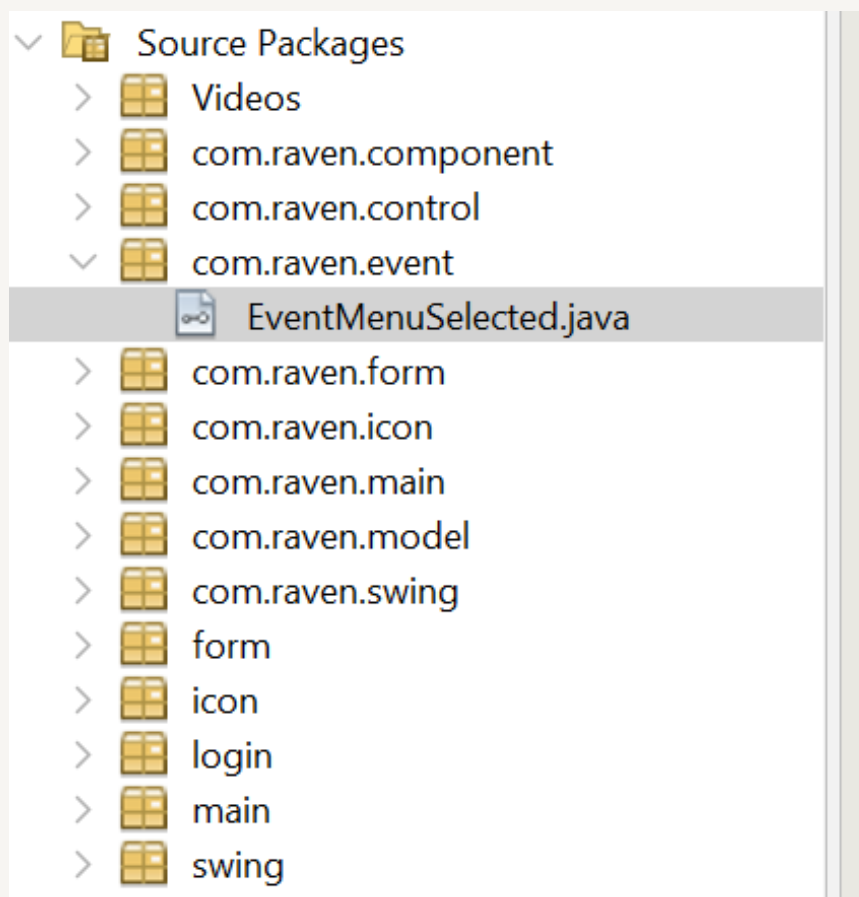 Source Packages
Videos
com.raven.component
com.raven.control
com.raven.event
EventMenuSelected.java
com.raven.form
com.raven.icon
com.raven.main
com.raven.model
com.raven.swing
form
icon
login
main
swing